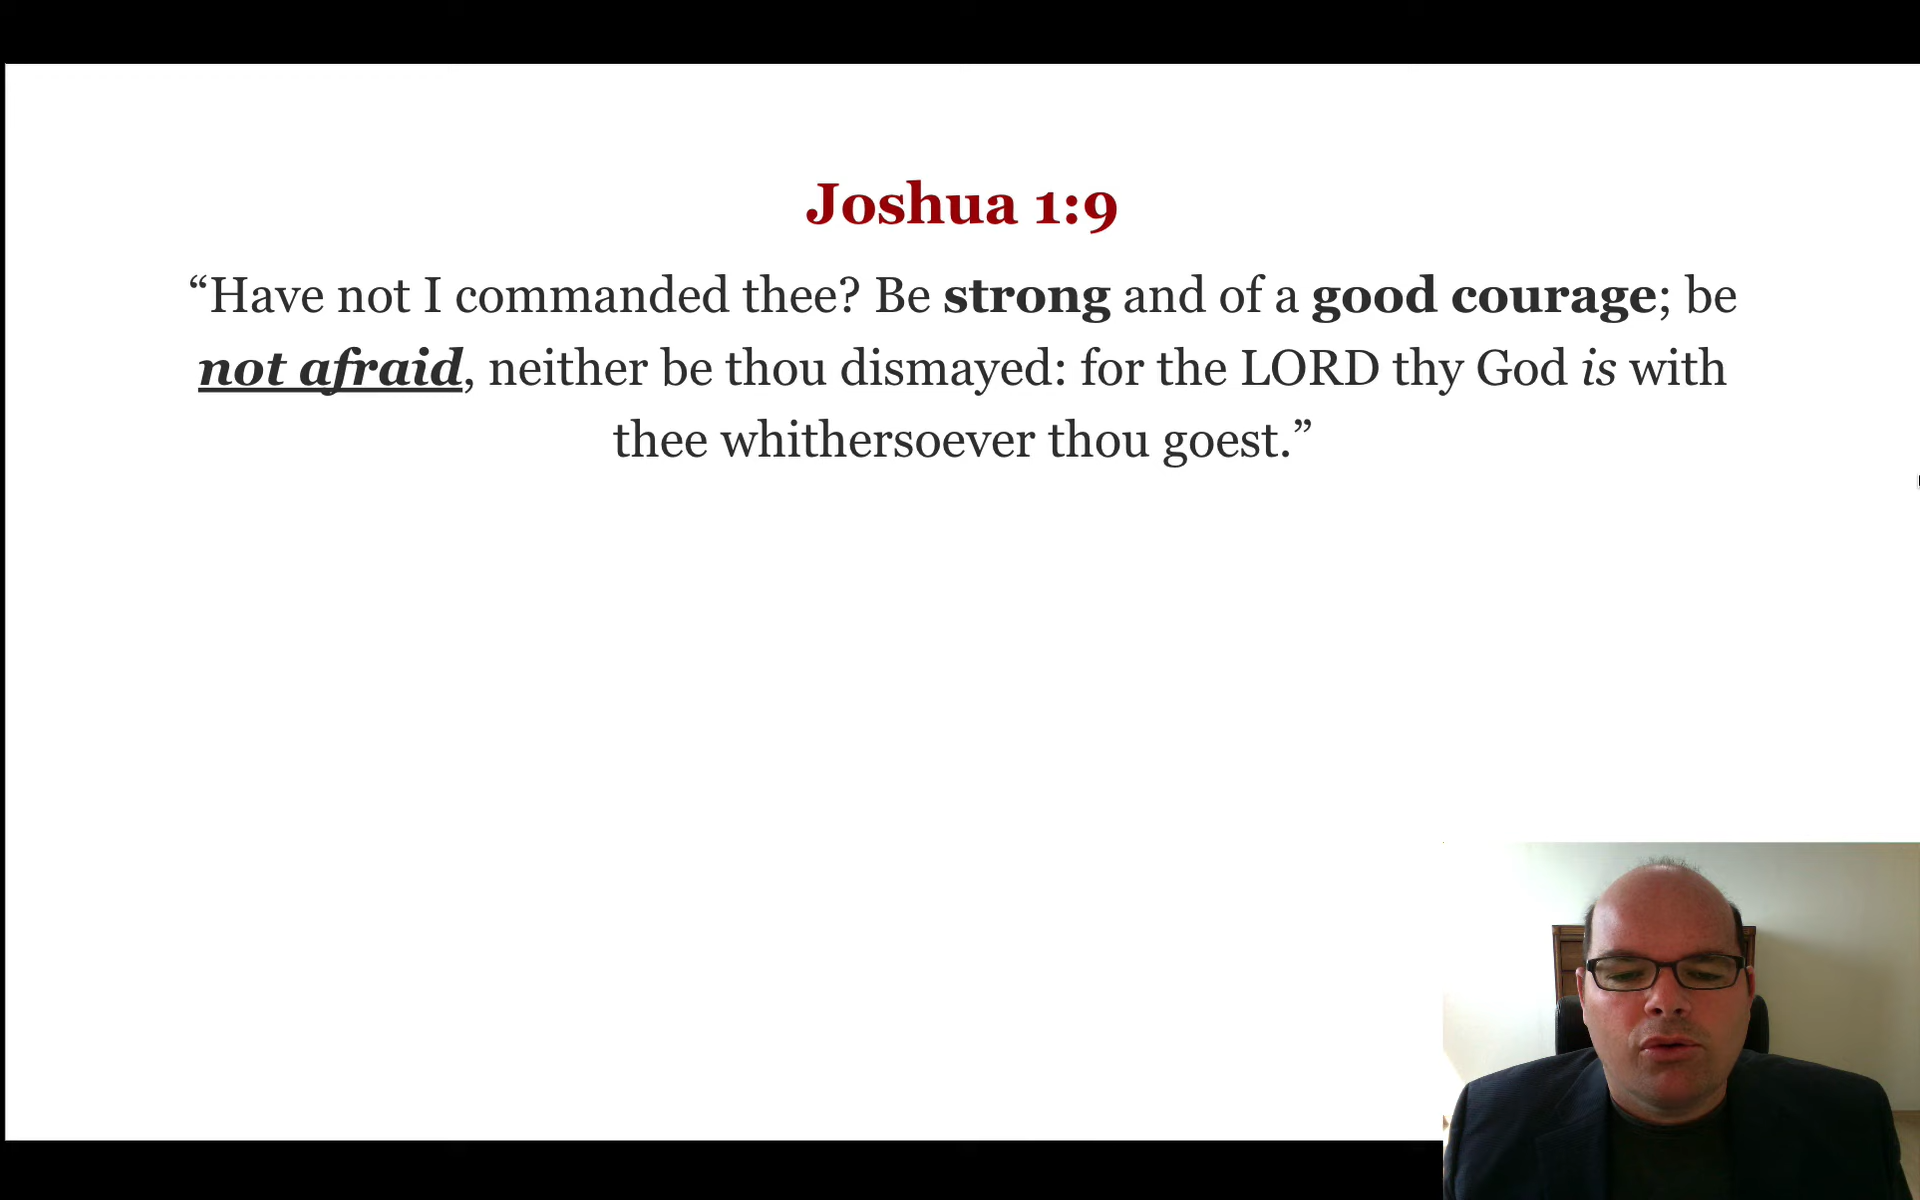 Joshua 1:9
“Have not I commanded thee? Be strong and of a good courage; be
not afraid, neither be thou dismayed: for the LORD thy God is with
thee whithersoever thou goest.”